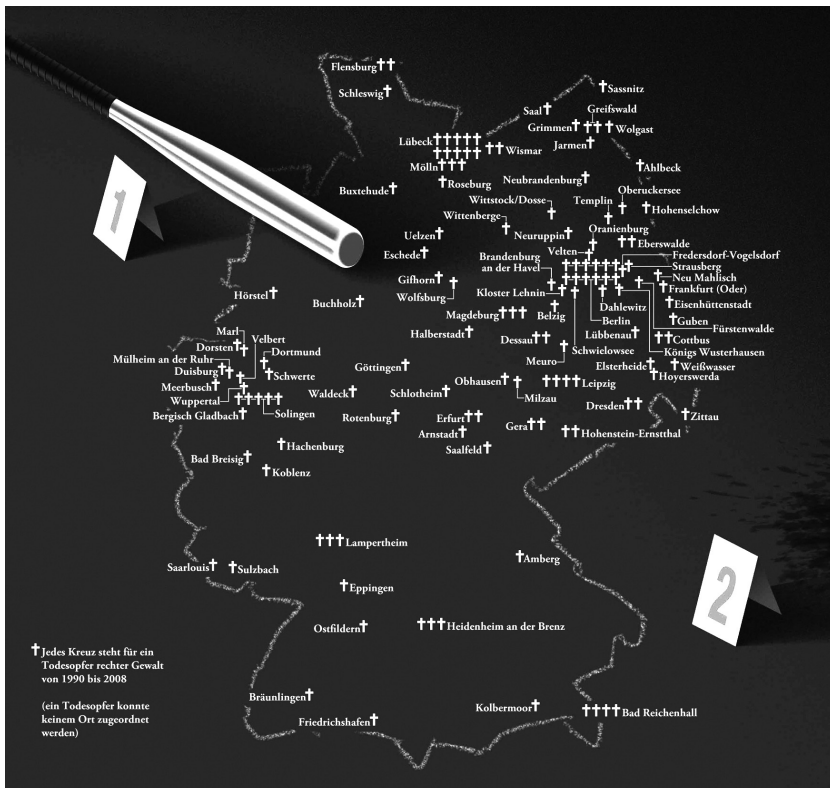 Flensburg††
Schleswig†
†Sassnitz
Saal†
Greifswald
Grimmen† †† †Wolgast
Jarmen†
Lübeck†††††
†††††
††Wismar
Mölln†††
†Ahlbeck
†Roseburg
Neubrandenburg†
Buxtehude†
Oberuckersee
Wittstock/Dosse
Templin
†Hohenselchow
Wittenberge
Oranienburg
Uelzen†
Neuruppin†
††Eberswalde
Velten
Eschede†
Fredersdorf-Vogelsdorf
Brandenburg
an der Havel
Strausberg
Neu Mahlisch
Gifhorn†
†Frankfurt (Oder)
Wolfsburg
Kloster Lehnin
Hörstel†
Buchholz†
†Eisenhüttenstadt
Dahlewitz
Magdeburg†††
Belzig
†Guben
Berlin
Fürstenwalde
Marl
Velbert
Halberstadt†
Lübbenau†
Dessau††
††Cottbus
Dorsten†
Dortmund
Schwielowsee
Königs Wusterhausen
Mülheim an der Ruhr
Meuro
Duisburg††
Göttingen†
Elsterheide†
†Weißwasser
†Schwerte
Hoyerswerda
Meerbusch†
Obhausen†
††††Leipzig
Waldeck†
Schlotheim†
Wuppertal
Milzau
Dresden††
Bergisch Gladbach†
Solingen
Rotenburg†
Erfurt††
†Zittau
Gera††
Arnstadt†
††Hohenstein-Ernstthal
†Hachenburg
Saalfeld†
Bad Breisig†
†Koblenz
†††Lampertheim
†Amberg
Saarlouis†
†Sulzbach
†Eppingen
Ostfildern†
†††Heidenheim an der Brenz
†Jedes Kreuz steht für ein
Todesopfer rechter Gewalt
von 1990 bis 2008
(ein Todesopfer konnte
keinem Ort zugeordnet
werden)
Bräunlingen†
Kolbermoor†
††††Bad Reichenhall
Friedrichshafen†
1
2